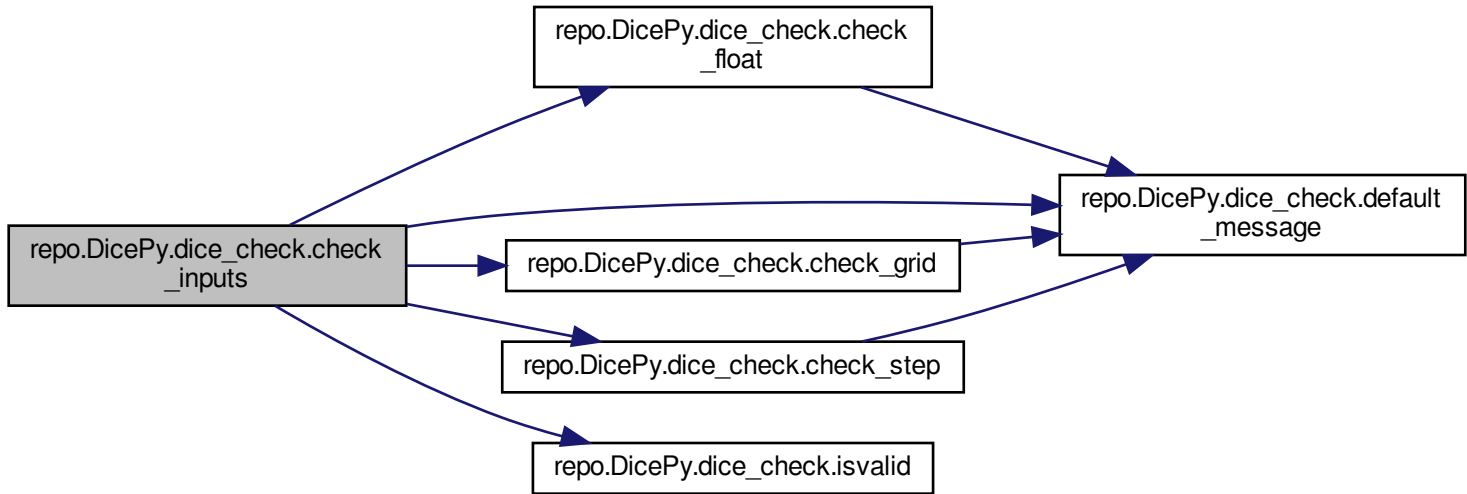 repo.DicePy.dice_check.check
_float
repo.DicePy.dice_check.default
_message
repo.DicePy.dice_check.check
_inputs
repo.DicePy.dice_check.check_grid
repo.DicePy.dice_check.check_step
repo.DicePy.dice_check.isvalid